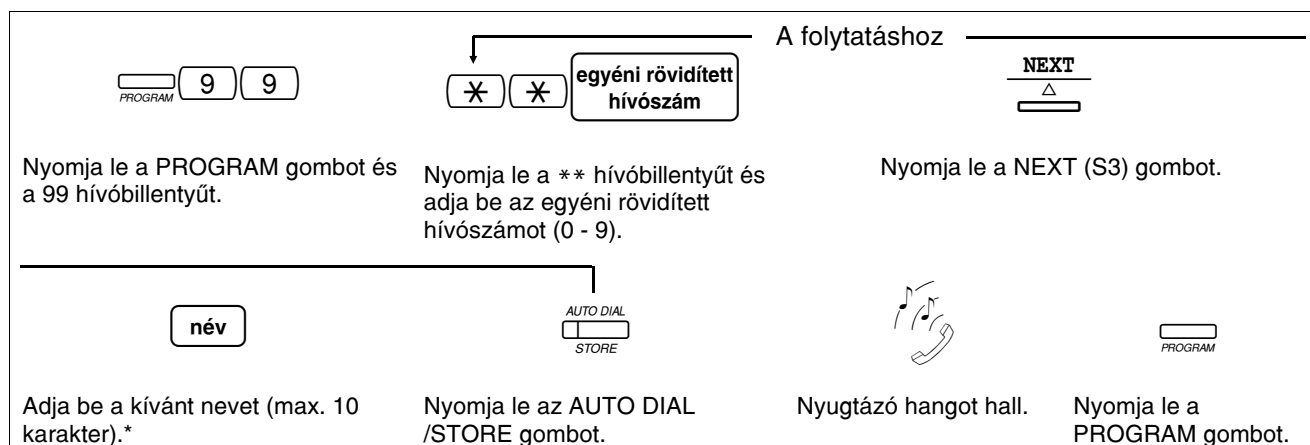 A folytatáshoz
PROGRAM 9 9
** egyéni rövidített
hívószám
NEXT
Nyomja le a PROGRAM gombot és
a 99 hívóbillentyűt.
Nyomja le a ** hívóbillentyűt és
adja be az egyéni rövidített
hívószámot (0 - 9).
Nyomja le a NEXT (S3) gombot.
név
AUTO DIAL
STORE
PROGRAM
Adja be a kívánt nevet (max. 10
karakter).*
Nyomja le az AUTO DIAL
/STORE gombot.
Nyugtázó hangot hall.
Nyomja le a
PROGRAM gombot.